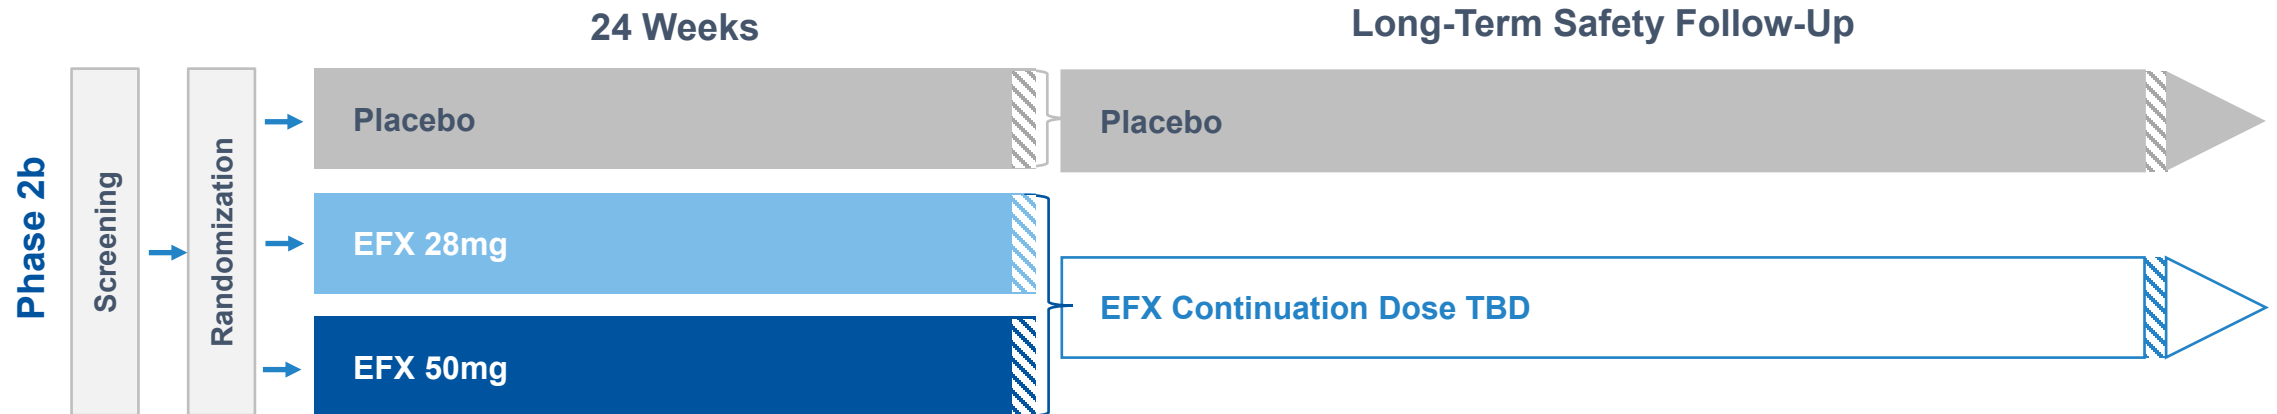 24 Weeks
Long-Term Safety Follow-Up
Phase 2b
Screening
Randomization
Placebo
Placebo
EFX 28mg
EFX 50mg
EFX Continuation Dose TBD